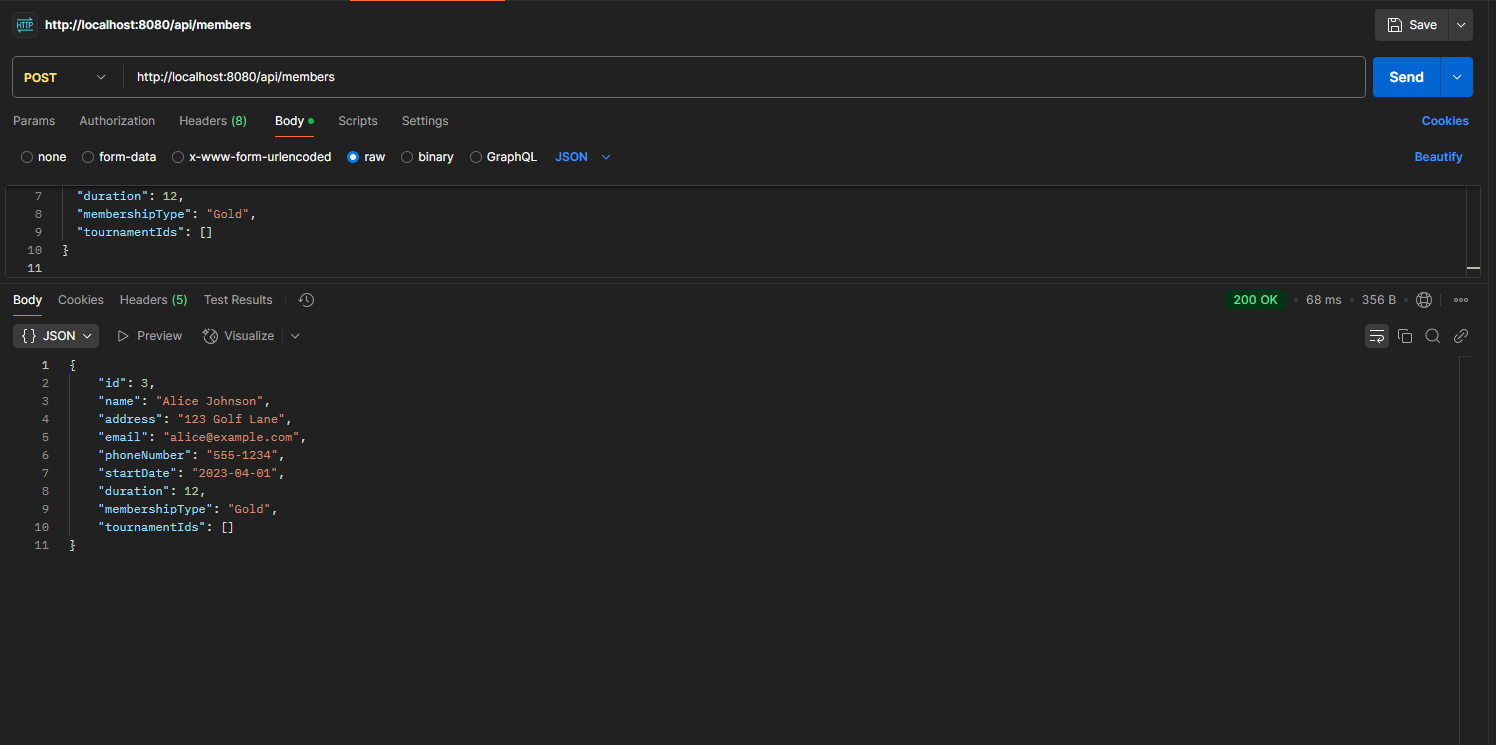 HTTP http://localhost:8080/api/members Save
POST http://localhost:8080/api/members Send
Params Authorization Headers (8) Body Scripts Settings Cookies
none form-data x-www-form-urlencoded raw binary GraphQL JSON Beautify
7 "duration": 12,
8 "membershipType": "Gold",
9 "tournamentIds": []
10 }
11
Body Cookies Headers (5) Test Results 200 OK • 68 ms • 356 B •
{} JSON Preview Visualize
1 {
2 "id": 3,
3 "name": "Alice Johnson",
4 "address": "123 Golf Lane",
5 "email": "alice@example.com",
6 "phoneNumber": "555-1234",
7 "startDate": "2023-04-01",
8 "duration": 12,
9 "membershipType": "Gold",
10 "tournamentIds": []
11 }